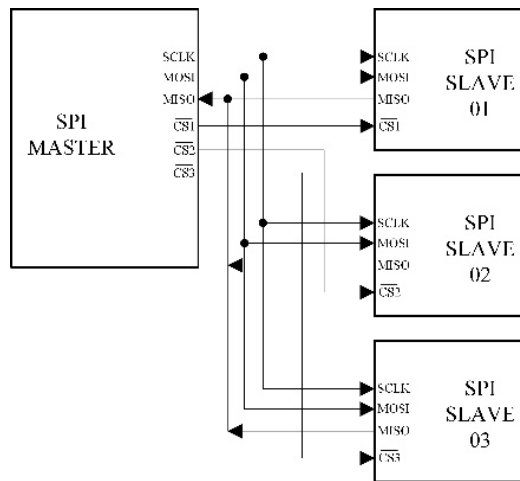 SCLK
MOSI
MISO
CS1
CS2
CS3
SPI
MASTER
SCLK
MOSI
MISO
CS1
SPI
SLAVE
01
SCLK
MOSI
MISO
CS2
SPI
SLAVE
02
SCLK
MOSI
MISO
CS3
SPI
SLAVE
03